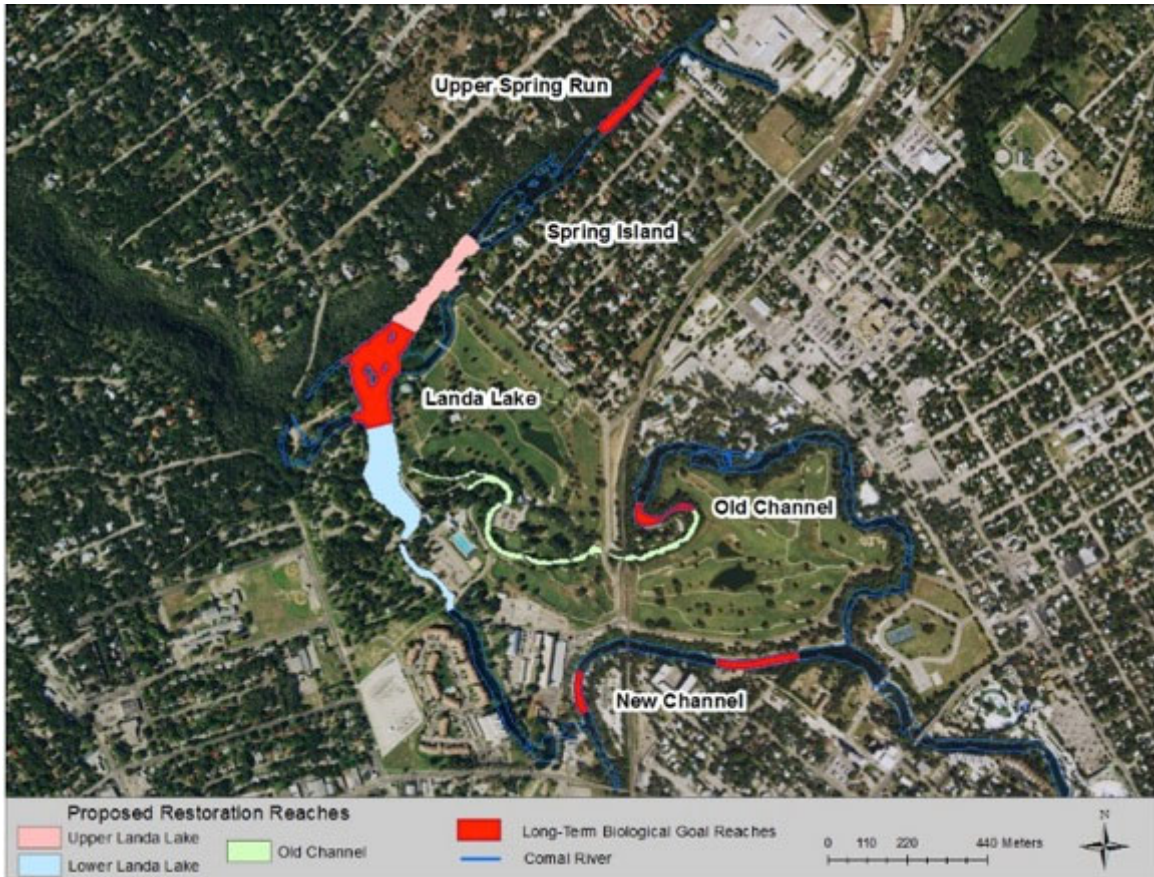 Upper Spring Run
Spring Island
Landa Lake
Old Channel
New Channel
Proposed Restoration Reaches
Upper Landa Lake
Lower Landa Lake
Old Channel
Long-Term Biological Goal Reaches
Comal River
0 110 220 440 Meters
N